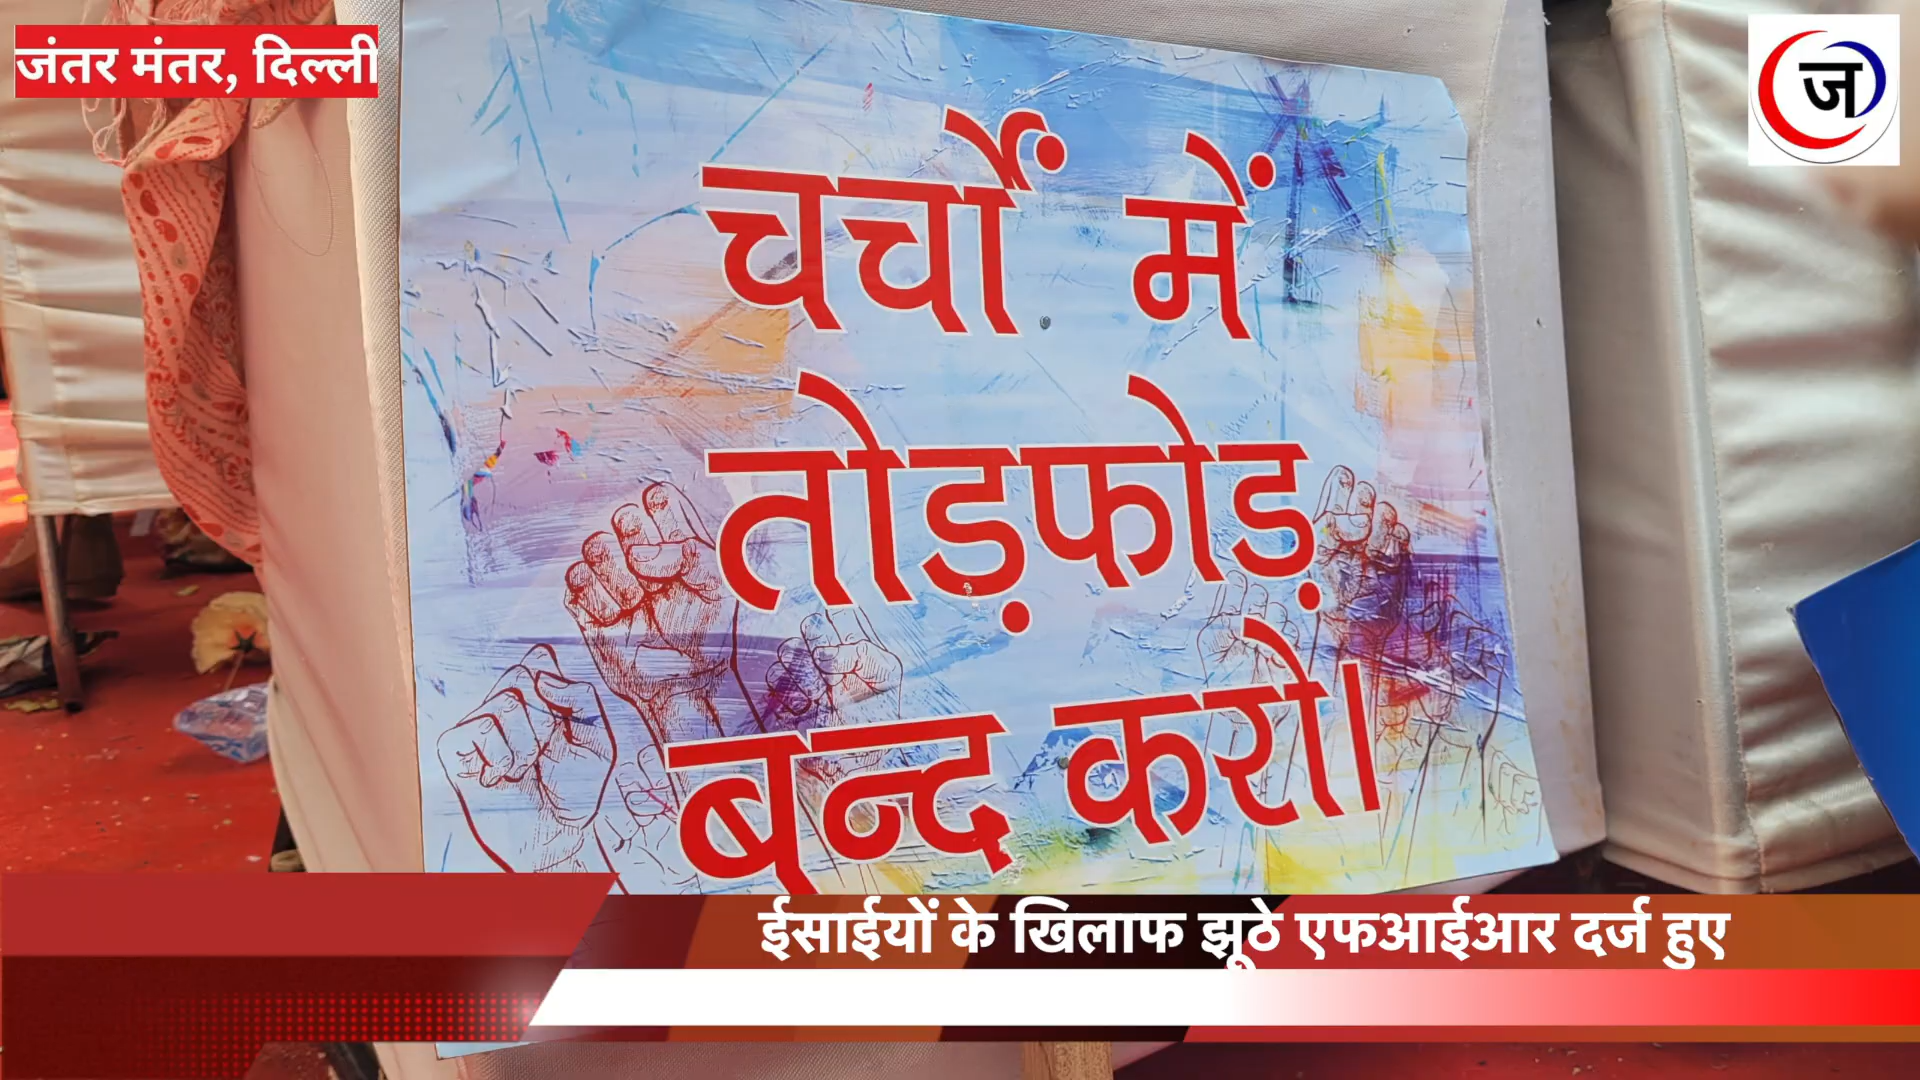 जंतर मंतर, दिल्ली
ज
चर्चों में
तोड़फोड़
बन्द करो।
ईसाईयों के खिलाफ झूठे एफआईआर दर्ज हुए